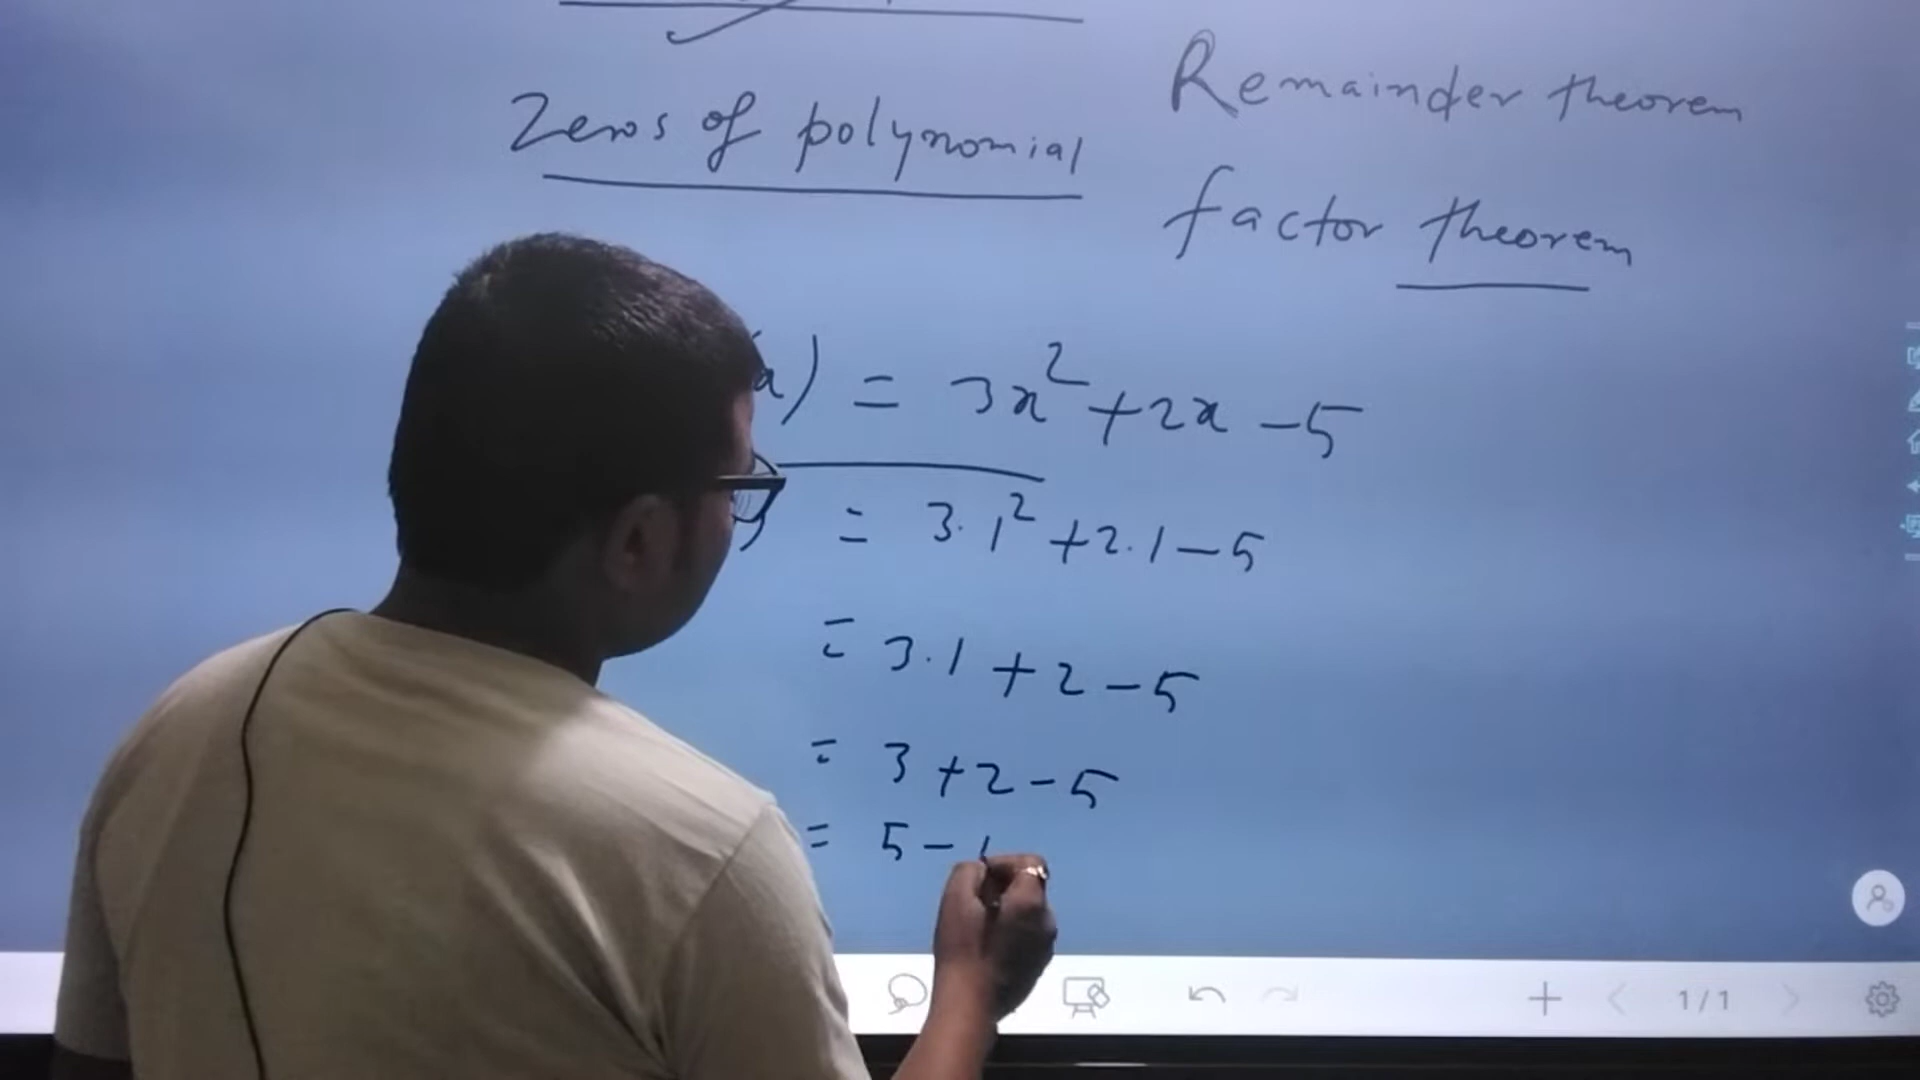 Zeros of polynomial
Remainder theorem
factor theorem
x) = 3x² + 2x - 5
) = 3.1² + 2.1 - 5
= 3.1 + 2 - 5
= 3 + 2 - 5
= 5 -
1/1